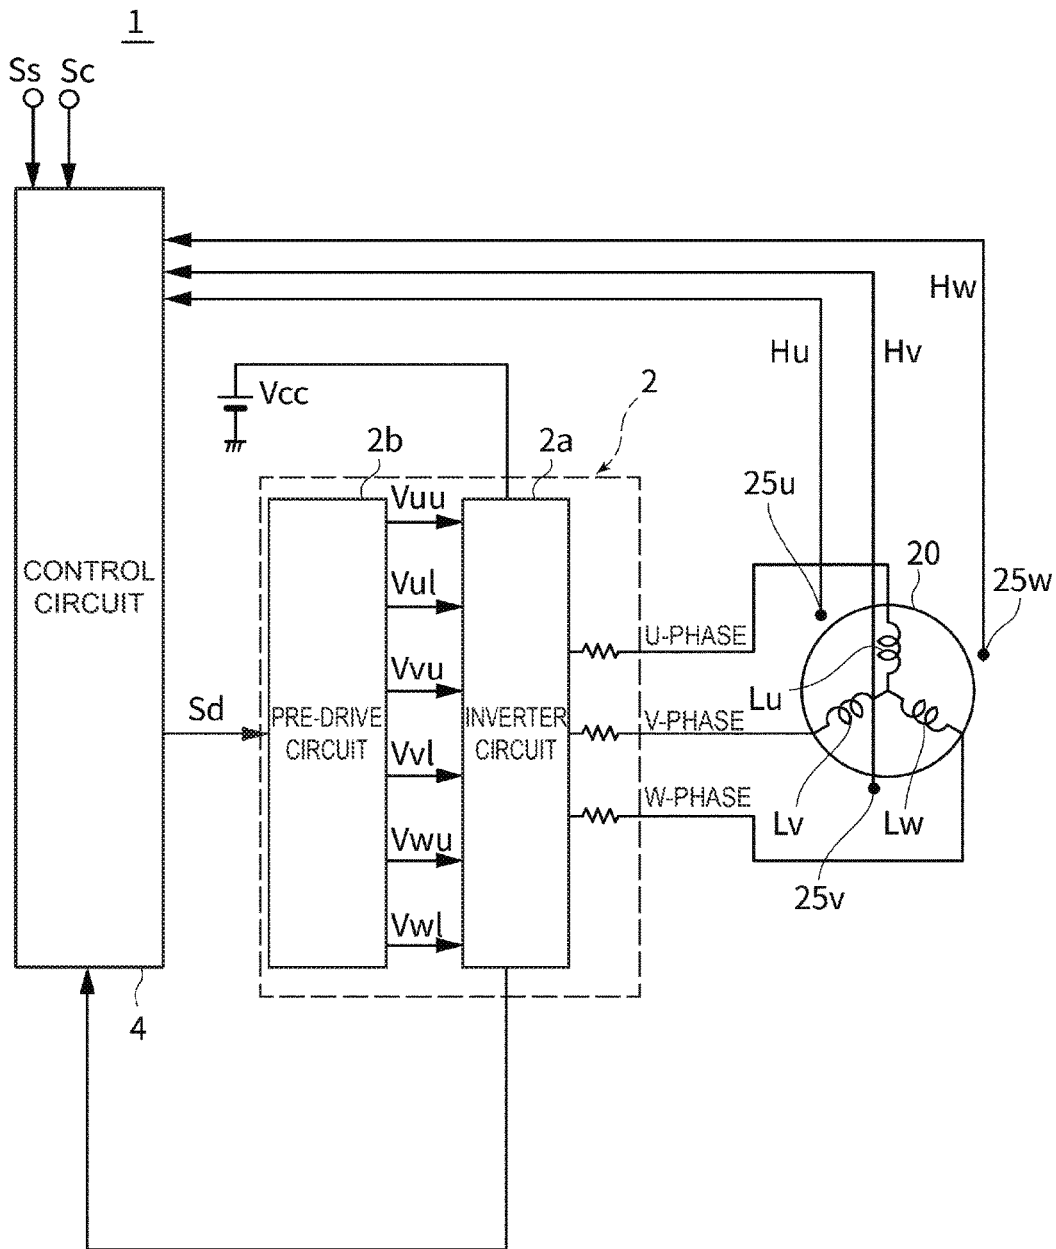 1
Ss Sc
Hw
Hu Hv
Vcc
2
2b 2a
Vuu
25u
20
25w
CONTROL
CIRCUIT
Vul
U-PHASE
Lu
Vvu
Sd
PRE-DRIVE
CIRCUIT
INVERTER
CIRCUIT
V-PHASE
Vvl
W-PHASE
Lv Lw
Vwu
25v
Vwl
4